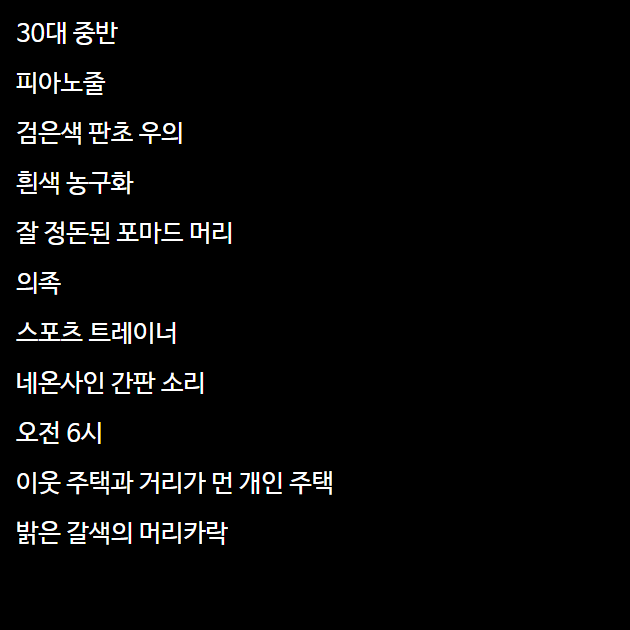 30대 중반
피아노줄
검은색 판초 우의
흰색 농구화
잘 정돈된 포마드 머리
의족
스포츠 트레이너
네온사인 간판 소리
오전 6시
이웃 주택과 거리가 먼 개인 주택
밝은 갈색의 머리카락